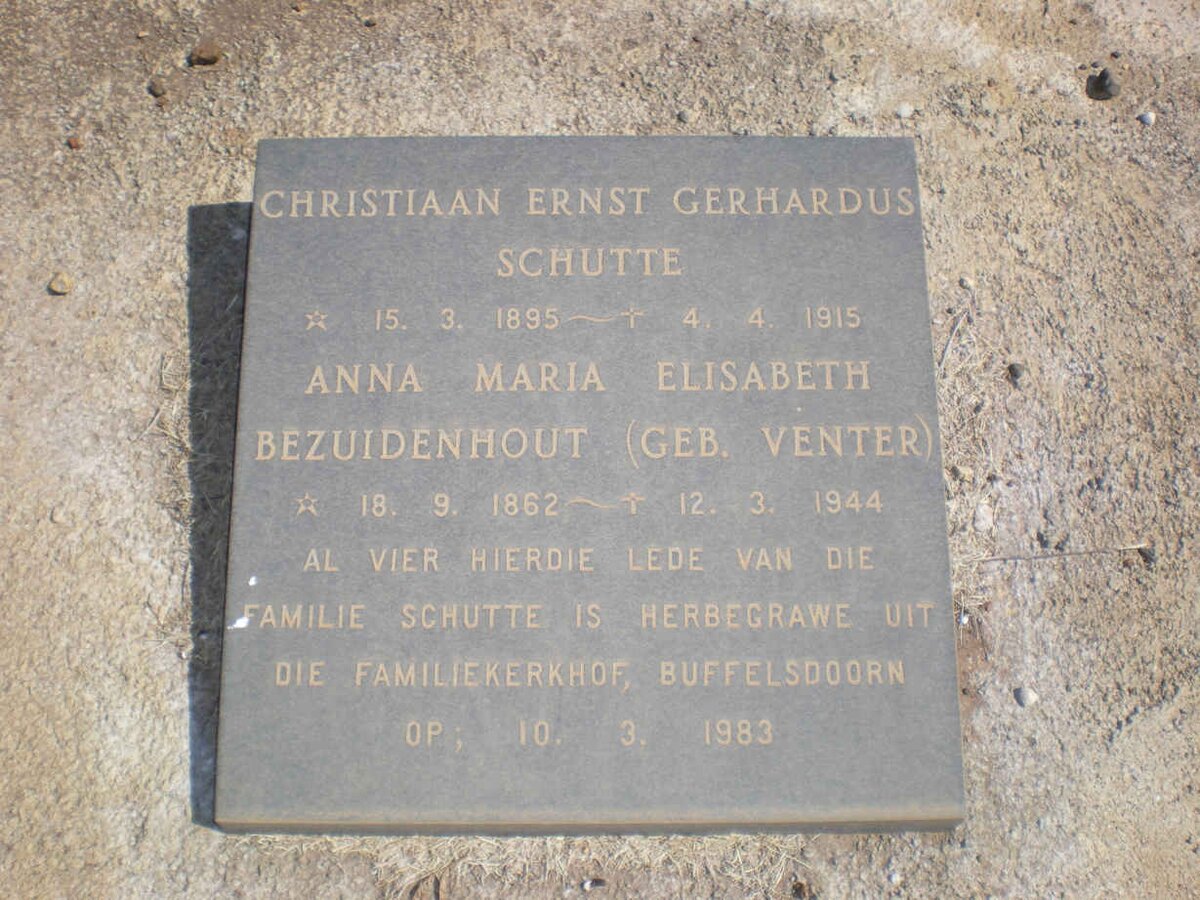 CHRISTIAAN ERNST GERHARDUS
SCHUTTE
☆ 15. 3. 1895 ~ † 4. 4. 1915
ANNA MARIA ELISABETH
BEZUIDENHOUT (GEB. VENTER)
☆ 18. 9. 1862 ~ † 12. 3. 1944
AL VIER HIERDIE LEDE VAN DIE
FAMILIE SCHUTTE IS HERBEGRAWE UIT
DIE FAMILIEKERKHOF, BUFFELSDOORN
OP; 10. 3. 1983